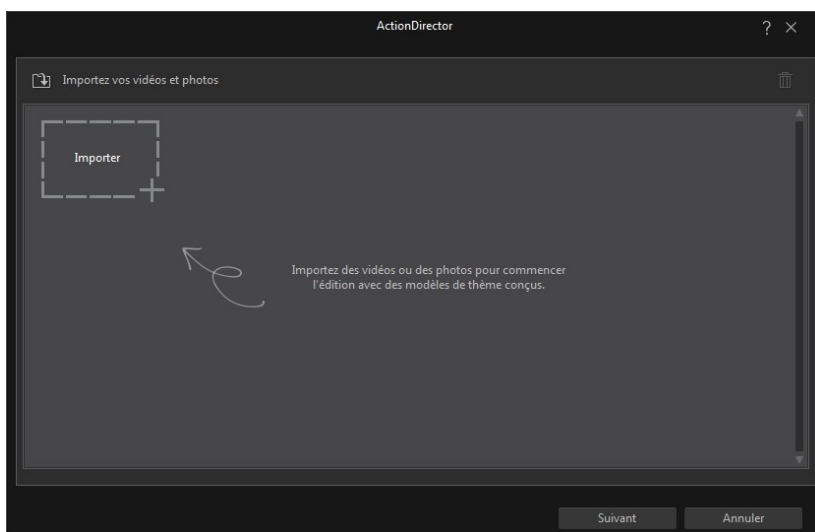 ActionDirector
?
Importez vos vidéos et photos
Importer
Importez des vidéos ou des photos pour commencer
l'édition avec des modèles de thème conçus.
Suivant
Annuler